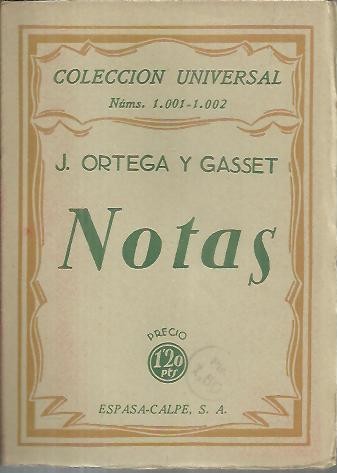 COLECCION UNIVERSAL
Núms. 1.001-1.002
J. ORTEGA Y GASSET
Notas
PRECIO
1'20
pts
ESPASA-CALPE, S. A.